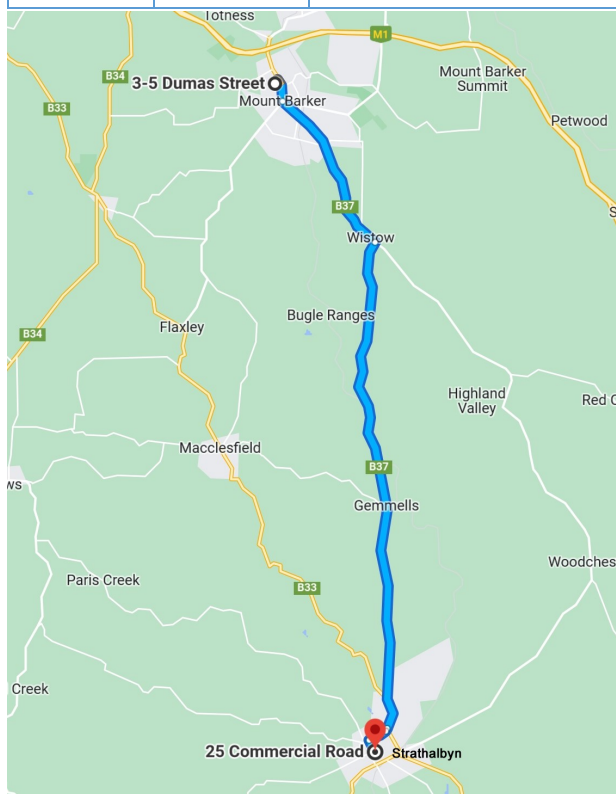 Totness
M1
B34
Mount Barker
Summit
3-5 Dumas Street
Mount Barker
B33
Petwood
S
B37
Wistow
Bugle Ranges
Flaxley
B34
Highland
Valley
Red C
Macclesfield
B37
ws
Gemmells
Woodches
Paris Creek
B33
Creek
25 Commercial Road
Strathalbyn